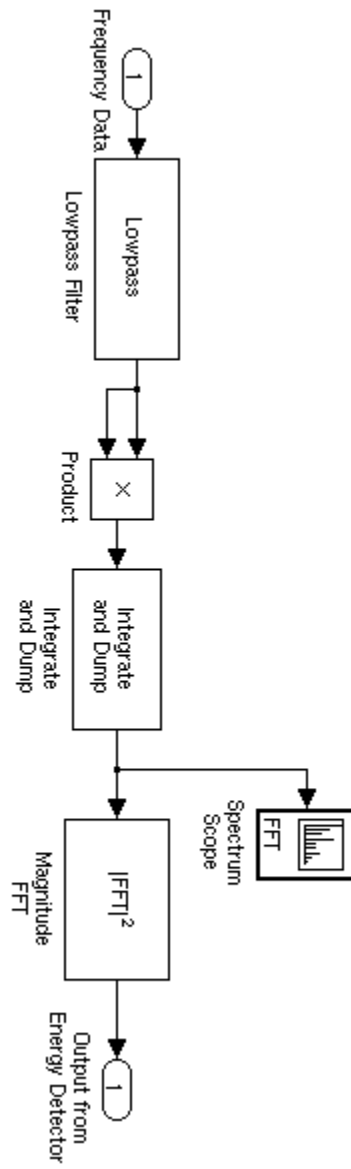 1
Frequency Data
Lowpass
Lowpass Filter
×
Product
Integrate
and Dump
Integrate
and Dump
FFT
Spectrum
Scope
|FFT|²
Magnitude
FFT
1
Output from
Energy Detector